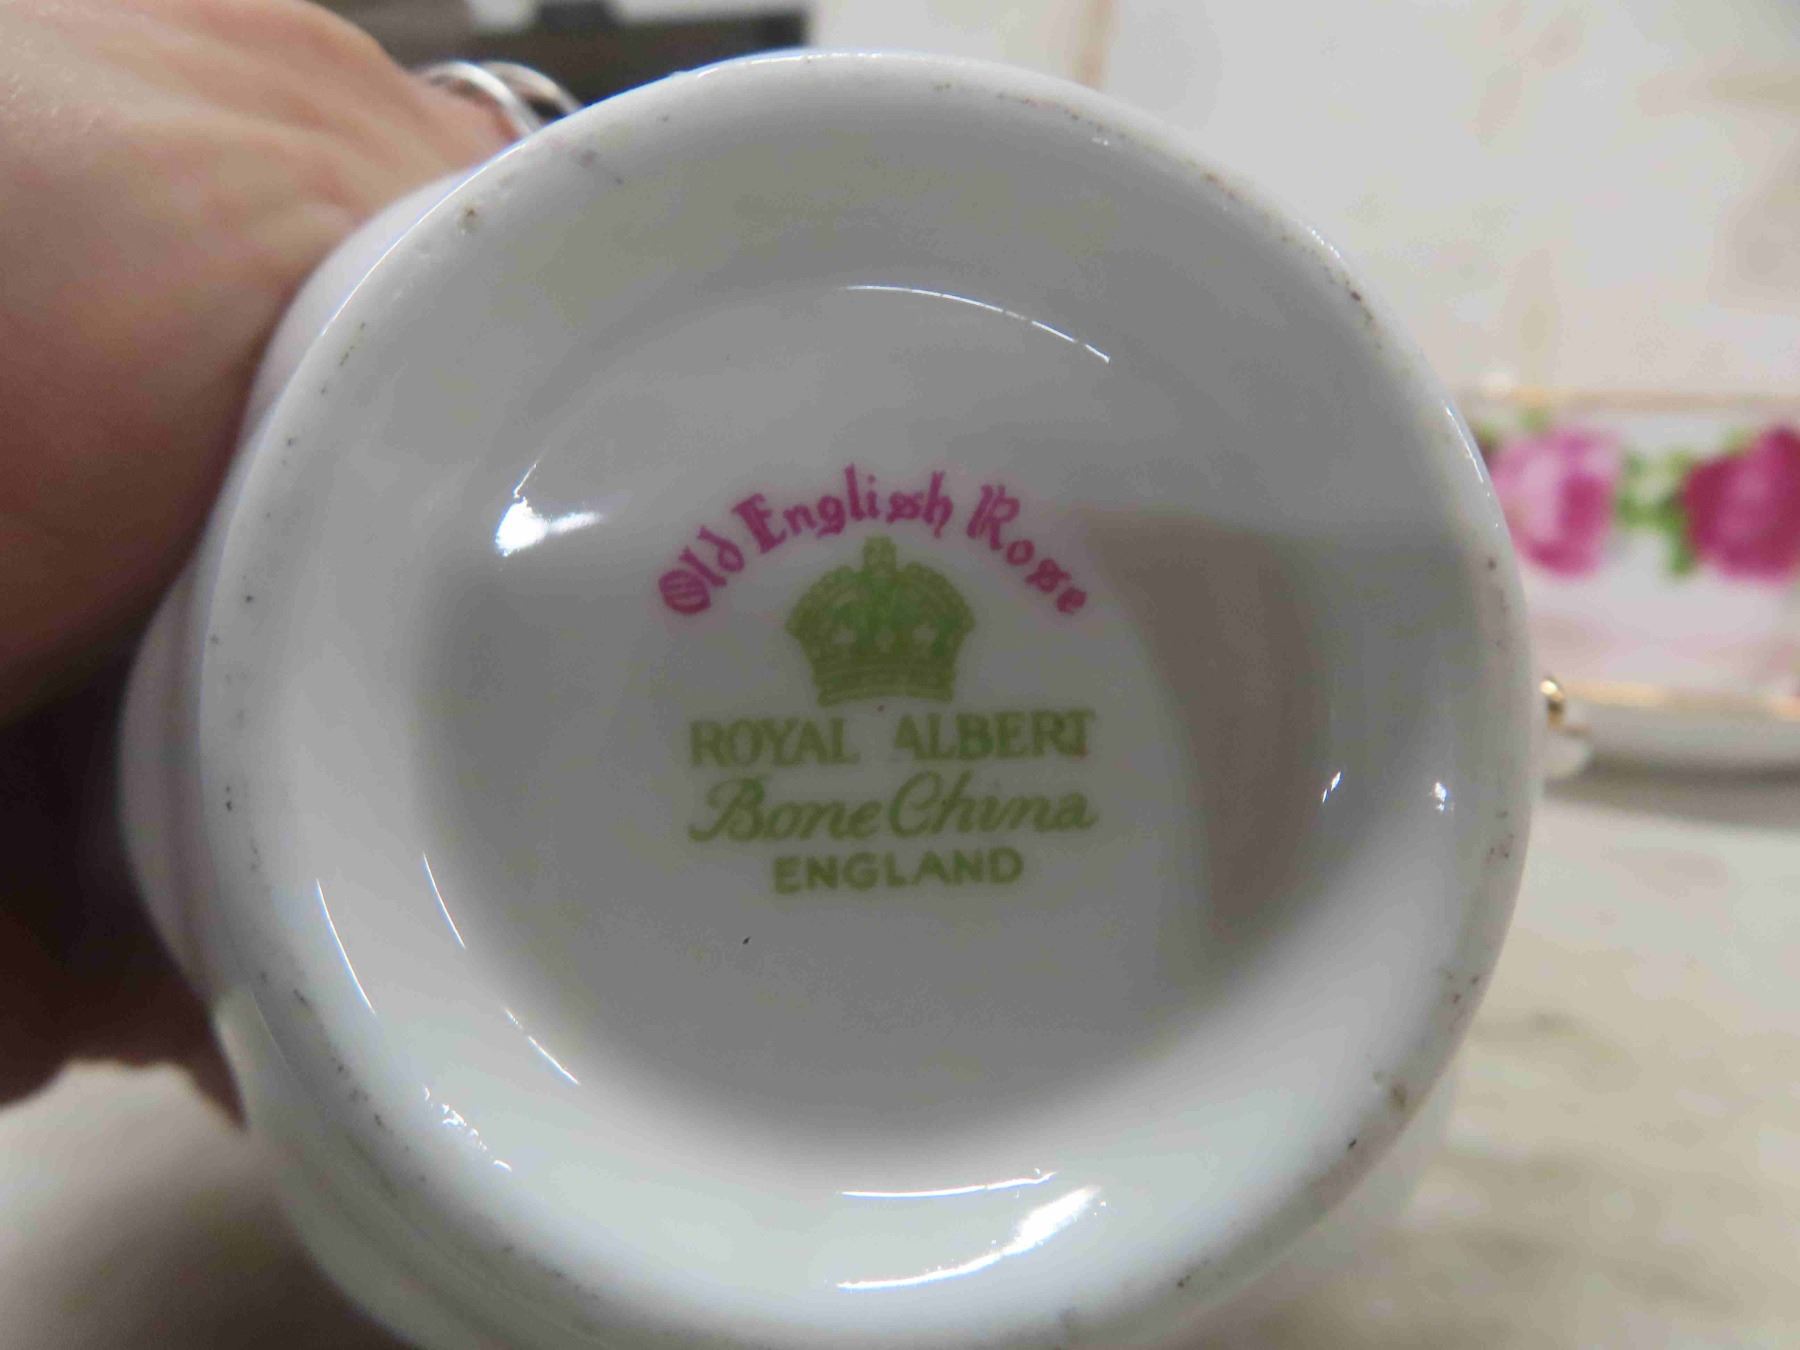 Old English Rose
ROYAL ALBERT
Bone China
ENGLAND